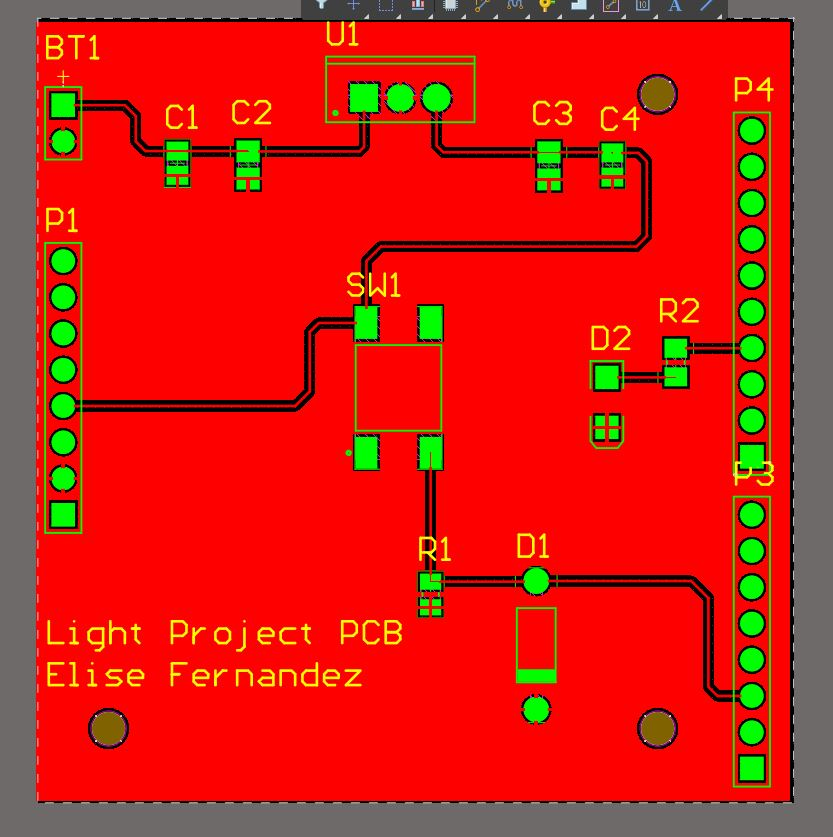 BT1
U1
C1
C2
C3
C4
P4
P1
SW1
R2
D2
P3
R1
D1
Light Project PCB
Elise Fernandez